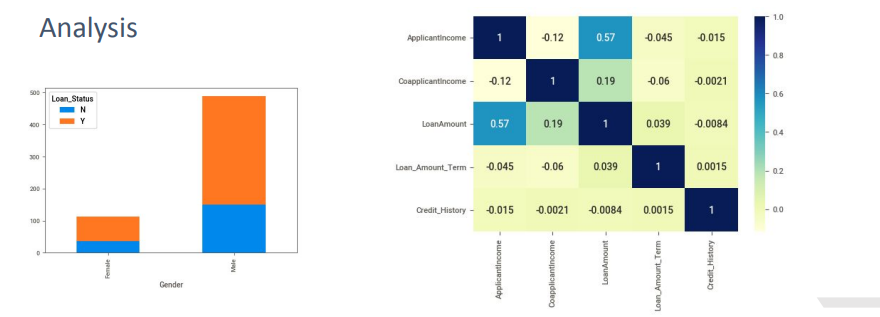 Analysis
500
400
300
200
100
0
Loan_Status
N
Y
Female
Male
Gender
ApplicantIncome
1
-0.12
0.57
-0.045
-0.015
CoapplicantIncome
-0.12
1
0.19
-0.06
-0.0021
LoanAmount
0.57
0.19
1
0.039
-0.0084
Loan_Amount_Term
-0.045
-0.06
0.039
1
0.0015
Credit_History
-0.015
-0.0021
-0.0084
0.0015
1
ApplicantIncome
CoapplicantIncome
LoanAmount
Loan_Amount_Term
Credit_History
1.0
0.8
0.6
0.4
0.2
0.0